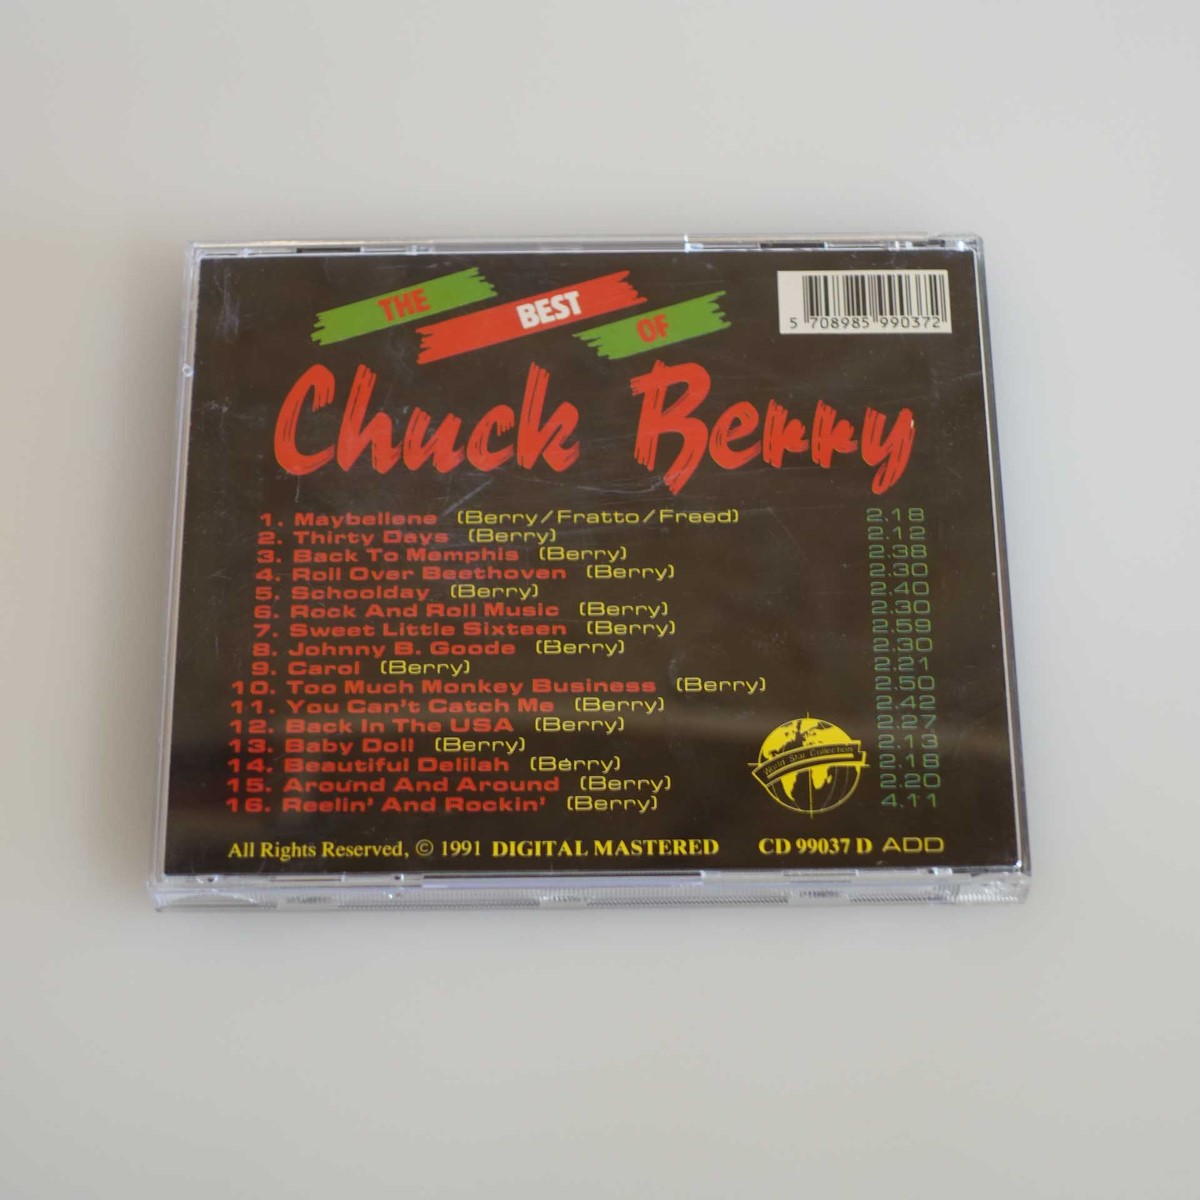 THE BEST OF
Chuck Berry
5 708985 990372
1. Maybellene (Berry/Fratto/Freed) 2.18
2. Thirty Days (Berry) 2.12
3. Back To Memphis (Berry) 2.38
4. Roll Over Beethoven (Berry) 2.30
5. Schoolday (Berry) 2.40
6. Rock And Roll Music (Berry) 2.30
7. Sweet Little Sixteen (Berry) 2.59
8. Johnny B. Goode (Berry) 2.30
9. Carol (Berry) 2.21
10. Too Much Monkey Business (Berry) 2.50
11. You Can't Catch Me (Berry) 2.42
12. Back In The USA (Berry) 2.27
13. Baby Doll (Berry) 2.13
14. Beautiful Delilah (Berry) 2.18
15. Around And Around (Berry) 2.20
16. Reelin' And Rockin' (Berry) 4.11
World Star Collection
All Rights Reserved, © 1991 DIGITAL MASTERED CD 99037 D ADD